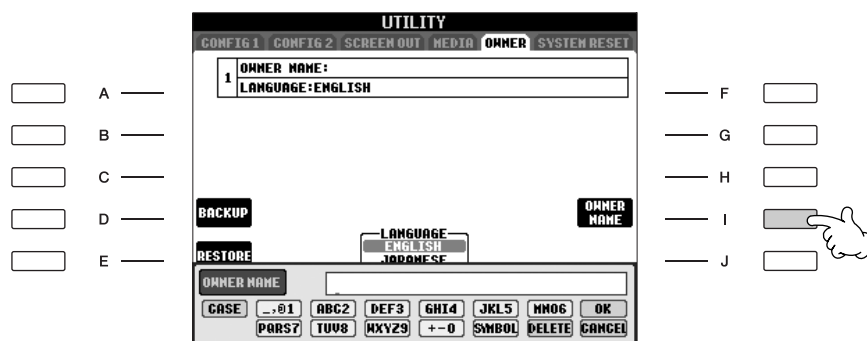 UTILITY
CONFIG 1 CONFIG 2 SCREEN OUT MEDIA OWNER SYSTEM RESET
1 OWNER NAME:
LANGUAGE:ENGLISH
A F
B G
C H
BACKUP OWNER NAME
D I
LANGUAGE
ENGLISH
RESTORE JAPANESE
E J
OWNER NAME
CASE _,@1 ABC2 DEF3 GHI4 JKL5 MNO6 OK
PQRS7 TUV8 WXYZ9 +-0 SYMBOL DELETE CANCEL